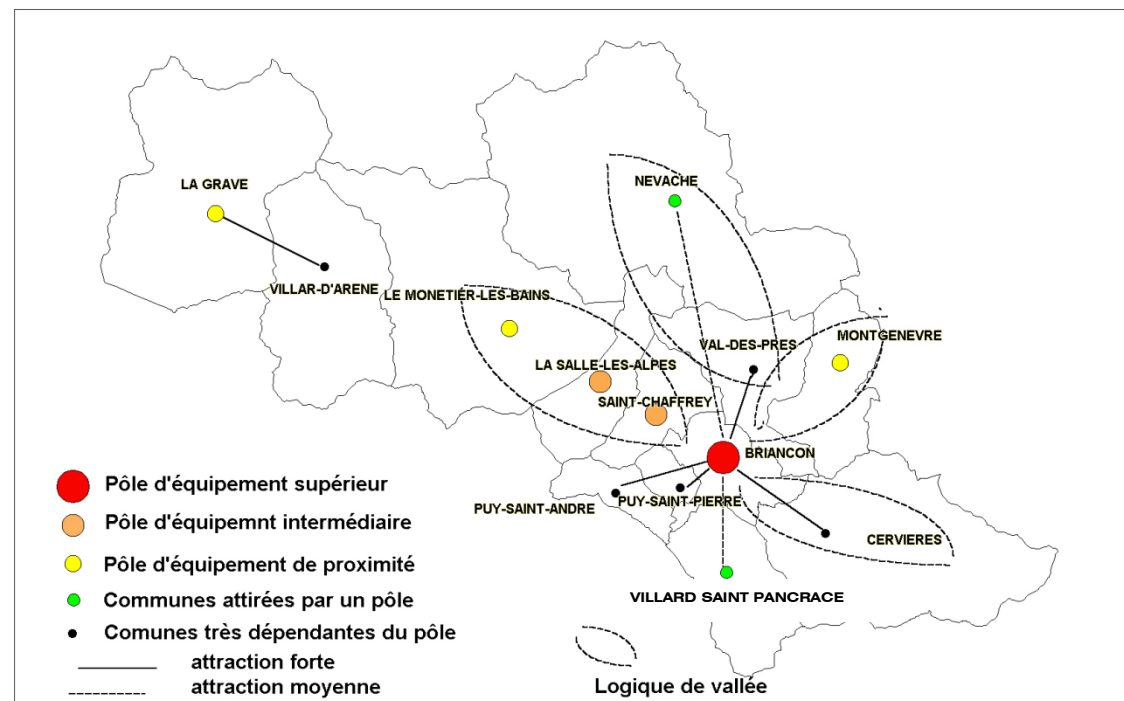 NEVACHE
LA GRAVE
VILLAR-D'ARENE
LE MONETIER-LES-BAINS
MONTGENEVRE
VAL-DES-PRES
LA SALLE-LES-ALPES
SAINT-CHAFFREY
BRIANCON
PUY-SAINT-ANDRE
PUY-SAINT-PIERRE
CERVIERES
VILLARD SAINT PANCRACE
Pôle d'équipement supérieur
Pôle d'équipemnt intermédiaire
Pôle d'équipement de proximité
Communes attirées par un pôle
Comunes très dépendantes du pôle
attraction forte
attraction moyenne
Logique de vallée